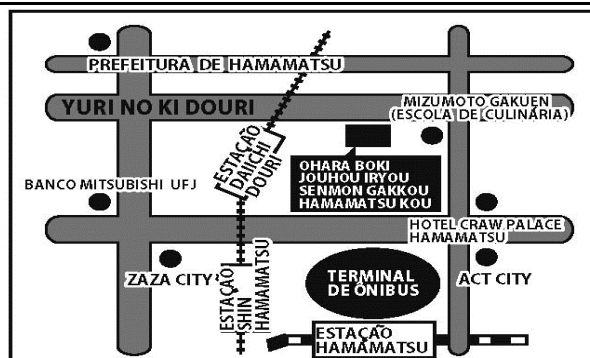 PREFEITURA DE HAMAMATSU
YURI NO KI DOURI
MIZUMOTO GAKUEN
(ESCOLA DE CULINÁRIA)
ESTAÇÃO
DAIICHI
DOURI
OHARA BOKI
JOUHOU IRYOU
SENMON GAKKOU
HAMAMATSU KOU
BANCO MITSUBISHI UFJ
HOTEL CRAW PALACE
HAMAMATSU
ZAZA CITY
ESTAÇÃO
SHIN
HAMAMATSU
TERMINAL
DE ÔNIBUS
ACT CITY
ESTAÇÃO
HAMAMATSU